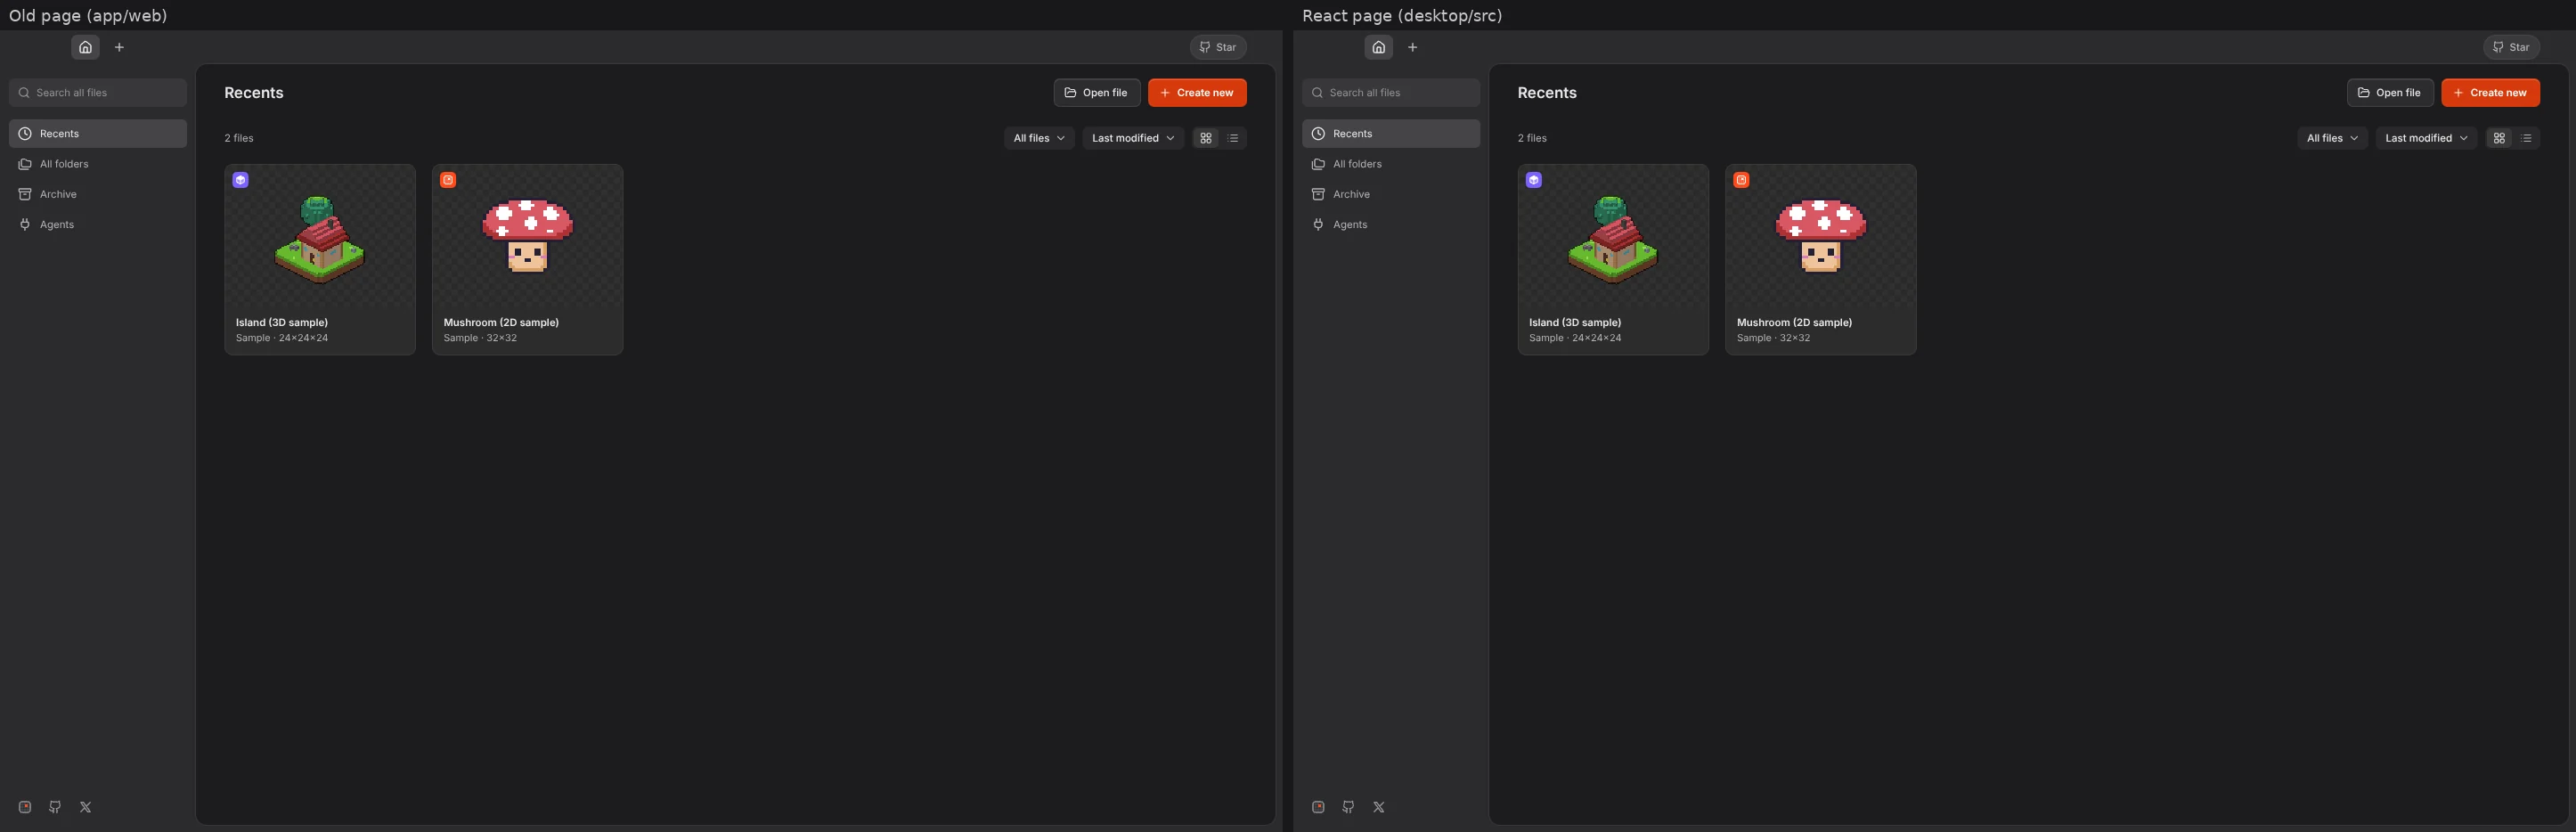 Old page (app/web)
Star
Search all files
Recents
Open file
Create new
Recents
2 files
All files
Last modified
All folders
Archive
Agents
Island (3D sample)
Sample · 24×24×24
Mushroom (2D sample)
Sample · 32×32
React page (desktop/src)
Star
Search all files
Recents
Open file
Create new
Recents
2 files
All files
Last modified
All folders
Archive
Agents
Island (3D sample)
Sample · 24×24×24
Mushroom (2D sample)
Sample · 32×32